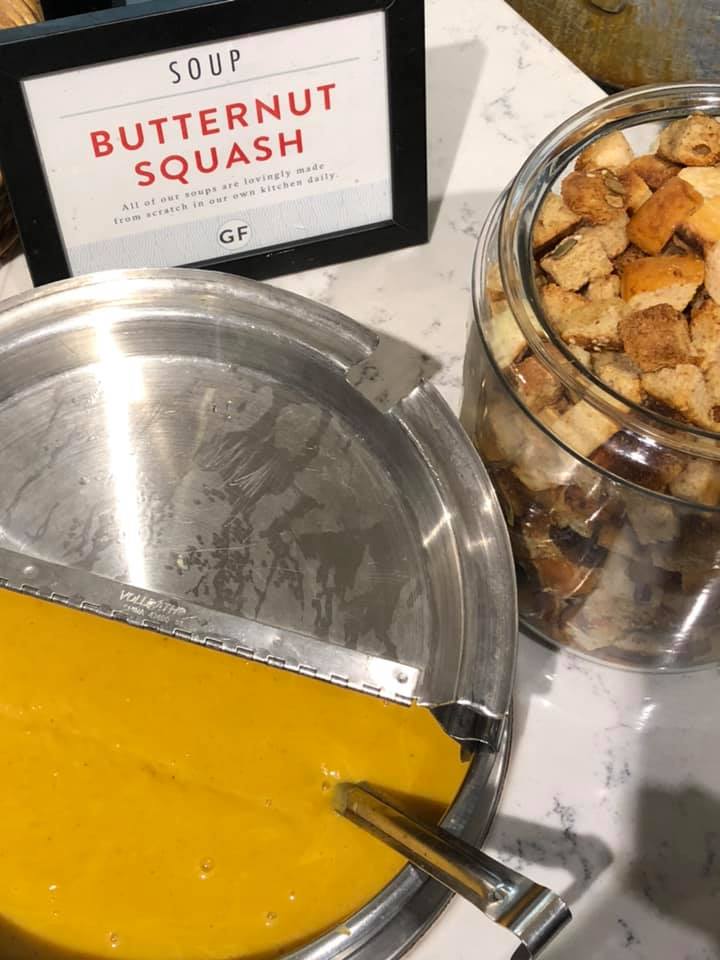 SOUP
BUTTERNUT
SQUASH
All of our soups are lovingly made
from scratch in our own kitchen daily.
GF
VOLLRATH